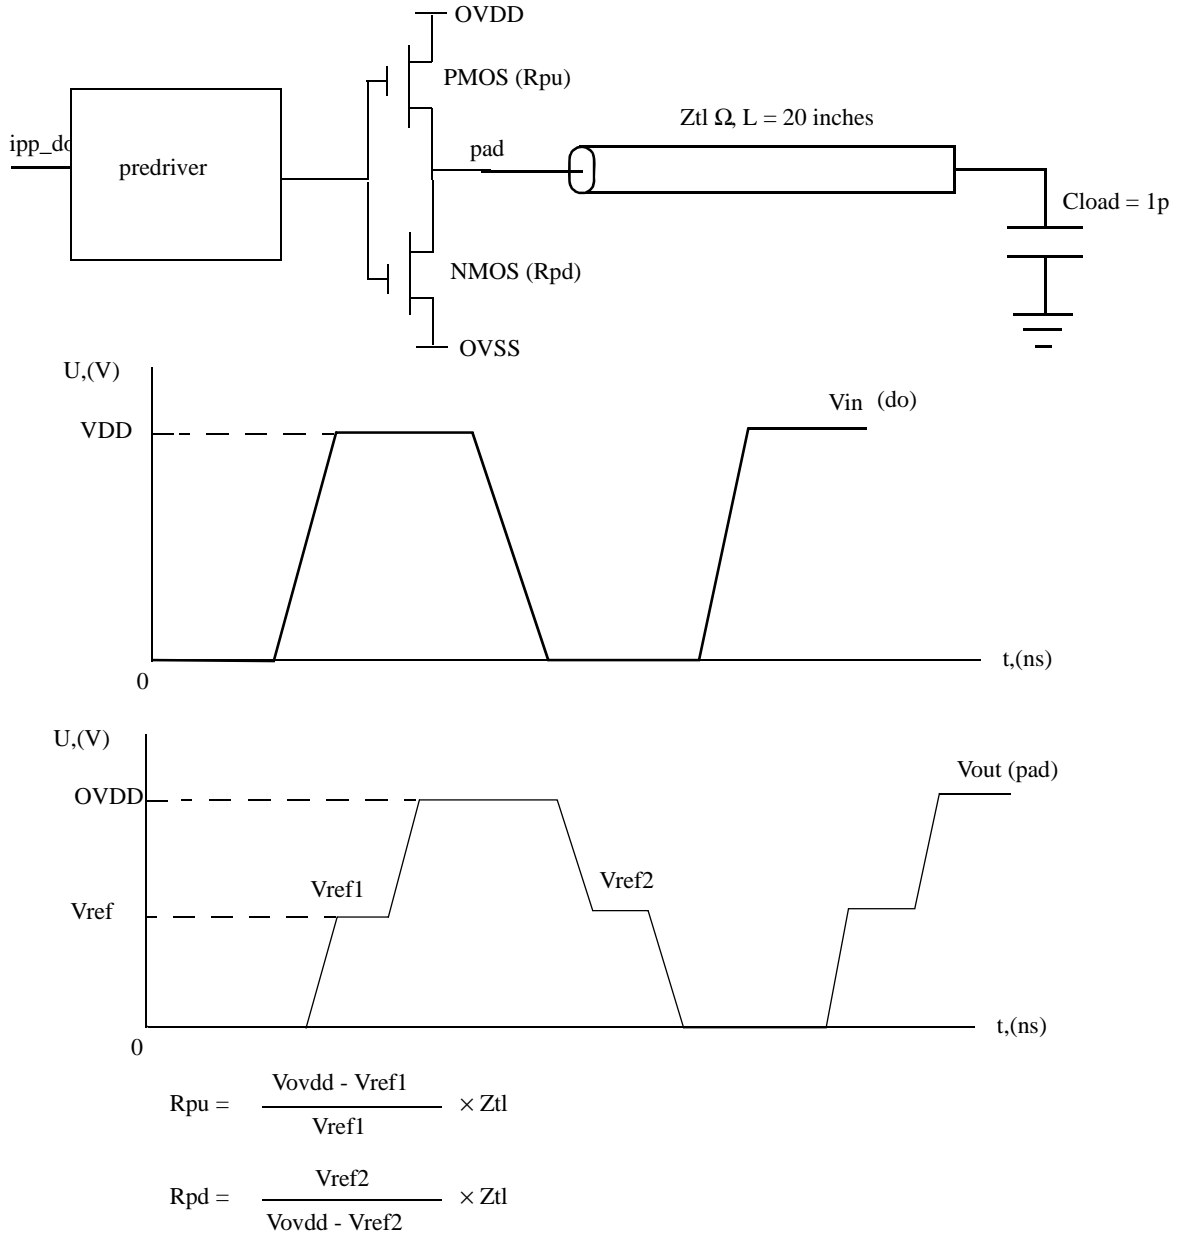 OVDD
PMOS (Rpu)
Ztl Ω, L = 20 inches
ipp_do
predriver
pad
Cload = 1p
NMOS (Rpd)
OVSS
U,(V)
Vin (do)
VDD
t,(ns)
0
U,(V)
Vout (pad)
OVDD
Vref1
Vref2
Vref
t,(ns)
0
Vovdd - Vref1
Rpu = × Ztl
Vref1
Vref2
Rpd = × Ztl
Vovdd - Vref2